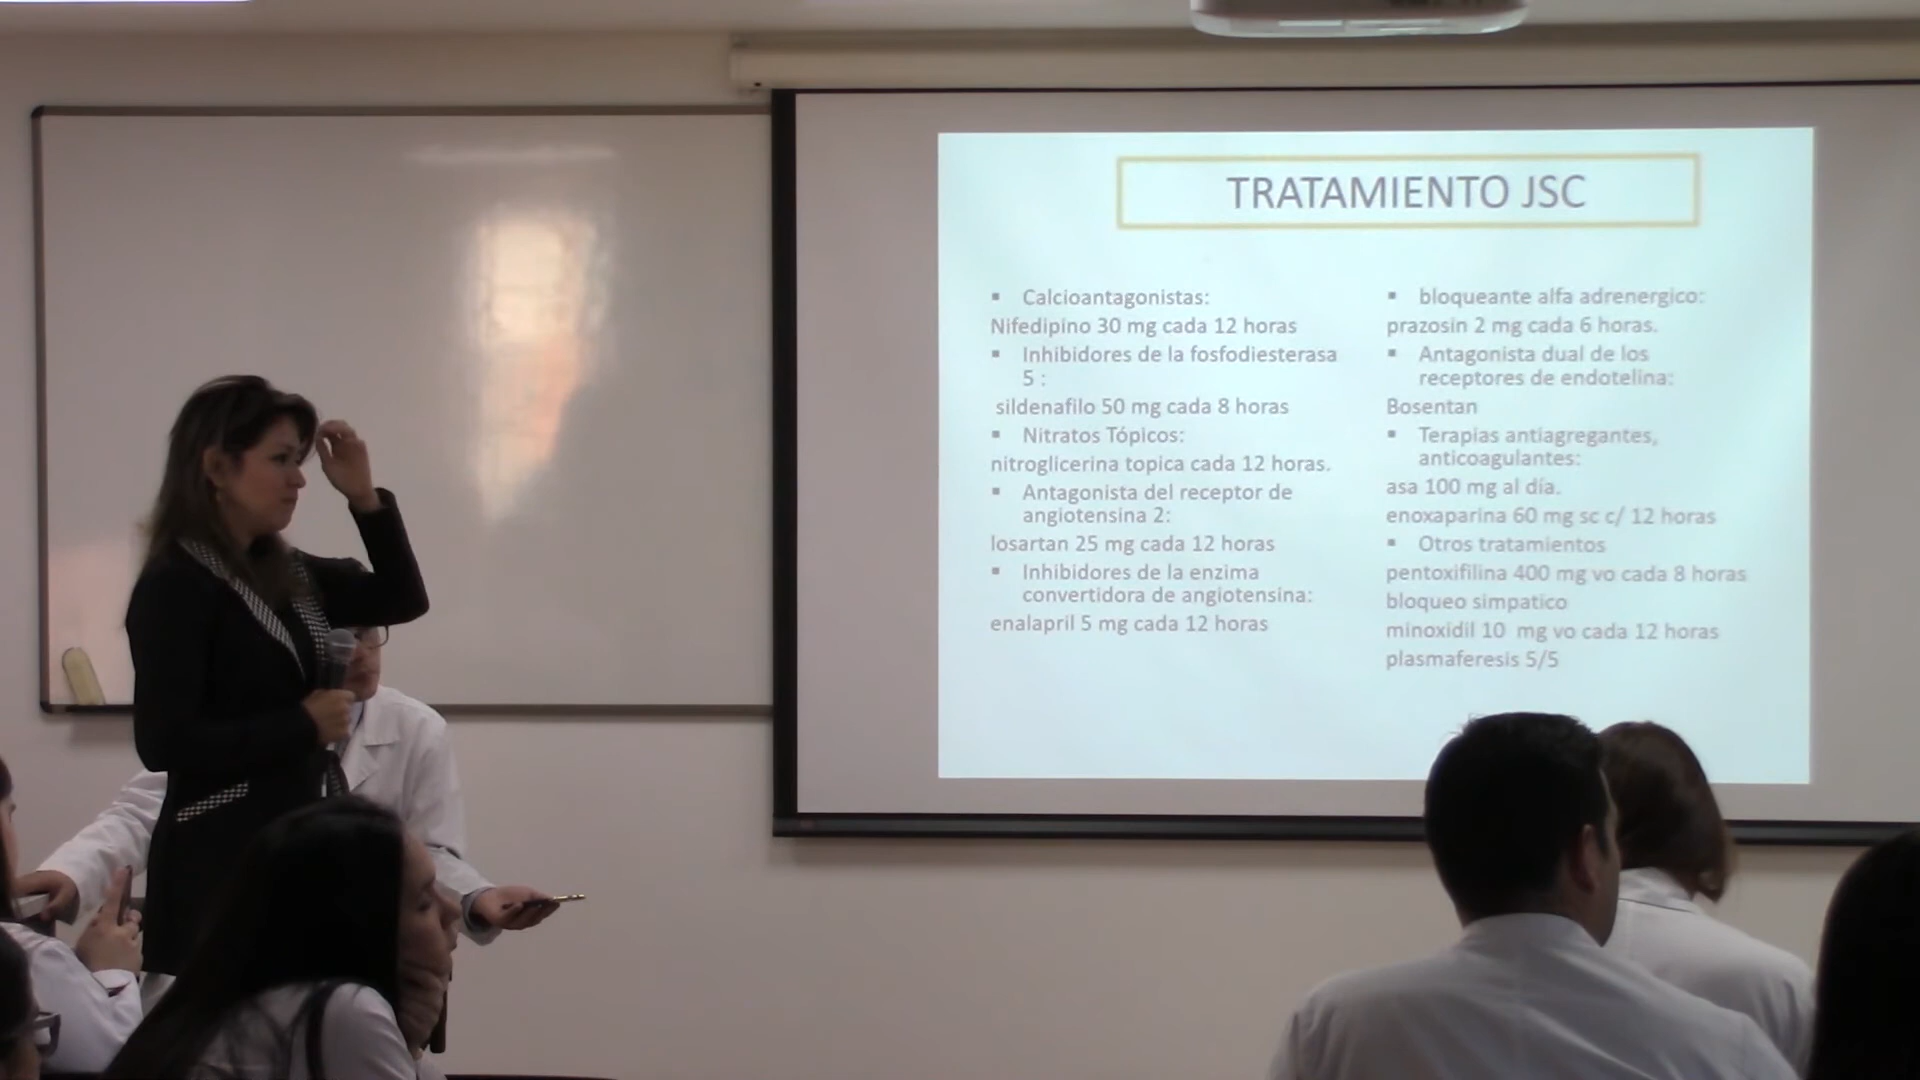 TRATAMIENTO JSC
▪ Calcioantagonistas:
Nifedipino 30 mg cada 12 horas
▪ Inhibidores de la fosfodiesterasa
5 :
sildenafilo 50 mg cada 8 horas
▪ Nitratos Tópicos:
nitroglicerina topica cada 12 horas.
▪ Antagonista del receptor de
angiotensina 2:
losartan 25 mg cada 12 horas
▪ Inhibidores de la enzima
convertidora de angiotensina:
enalapril 5 mg cada 12 horas
▪ bloqueante alfa adrenergico:
prazosin 2 mg cada 6 horas.
▪ Antagonista dual de los
receptores de endotelina:
Bosentan
▪ Terapias antiagregantes,
anticoagulantes:
asa 100 mg al día.
enoxaparina 60 mg sc c/ 12 horas
▪ Otros tratamientos
pentoxifilina 400 mg vo cada 8 horas
bloqueo simpatico
minoxidil 10 mg vo cada 12 horas
plasmaferesis 5/5